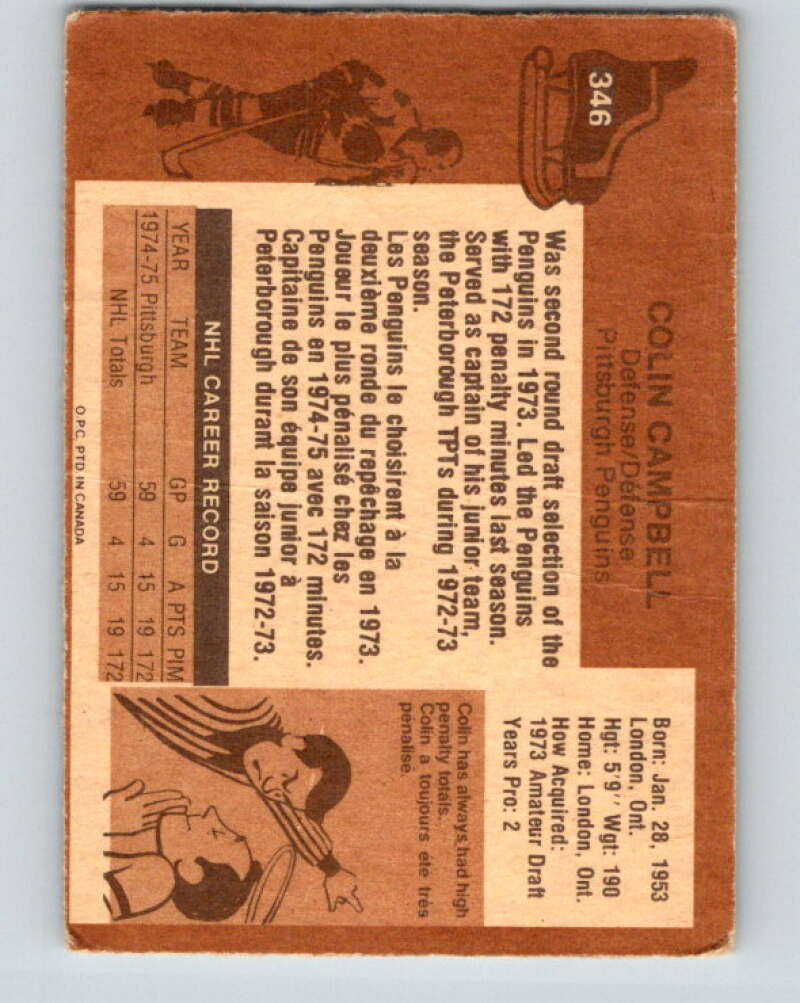 346
COLIN CAMPBELL
Defense/Défense
Pittsburgh Penguins
Born: Jan. 28, 1953
London, Ont.
Hgt: 5'9'' Wgt: 190
Home: London, Ont.
How Acquired:
1973 Amateur Draft
Years Pro: 2
Was second round draft selection of the
Penguins in 1973. Led the Penguins
with 172 penalty minutes last season.
Served as captain of his junior team,
the Peterborough TPTs during 1972-73
season.
Les Penguins le choisirent à la
deuxième ronde du repêchage en 1973.
Joueur le plus pénalisé chez les
Penguins en 1974-75 avec 172 minutes.
Capitaine de son équipe junior à
Peterborough durant la saison 1972-73.
Colin has always had high
penalty totals.
Colin a toujours éte trés
penalisé.
NHL CAREER RECORD
YEAR TEAM GP G A PTS PIM
1974-75 Pittsburgh 59 4 15 19 172
NHL Totals 59 4 15 19 172
O.P.C. PTD. IN CANADA